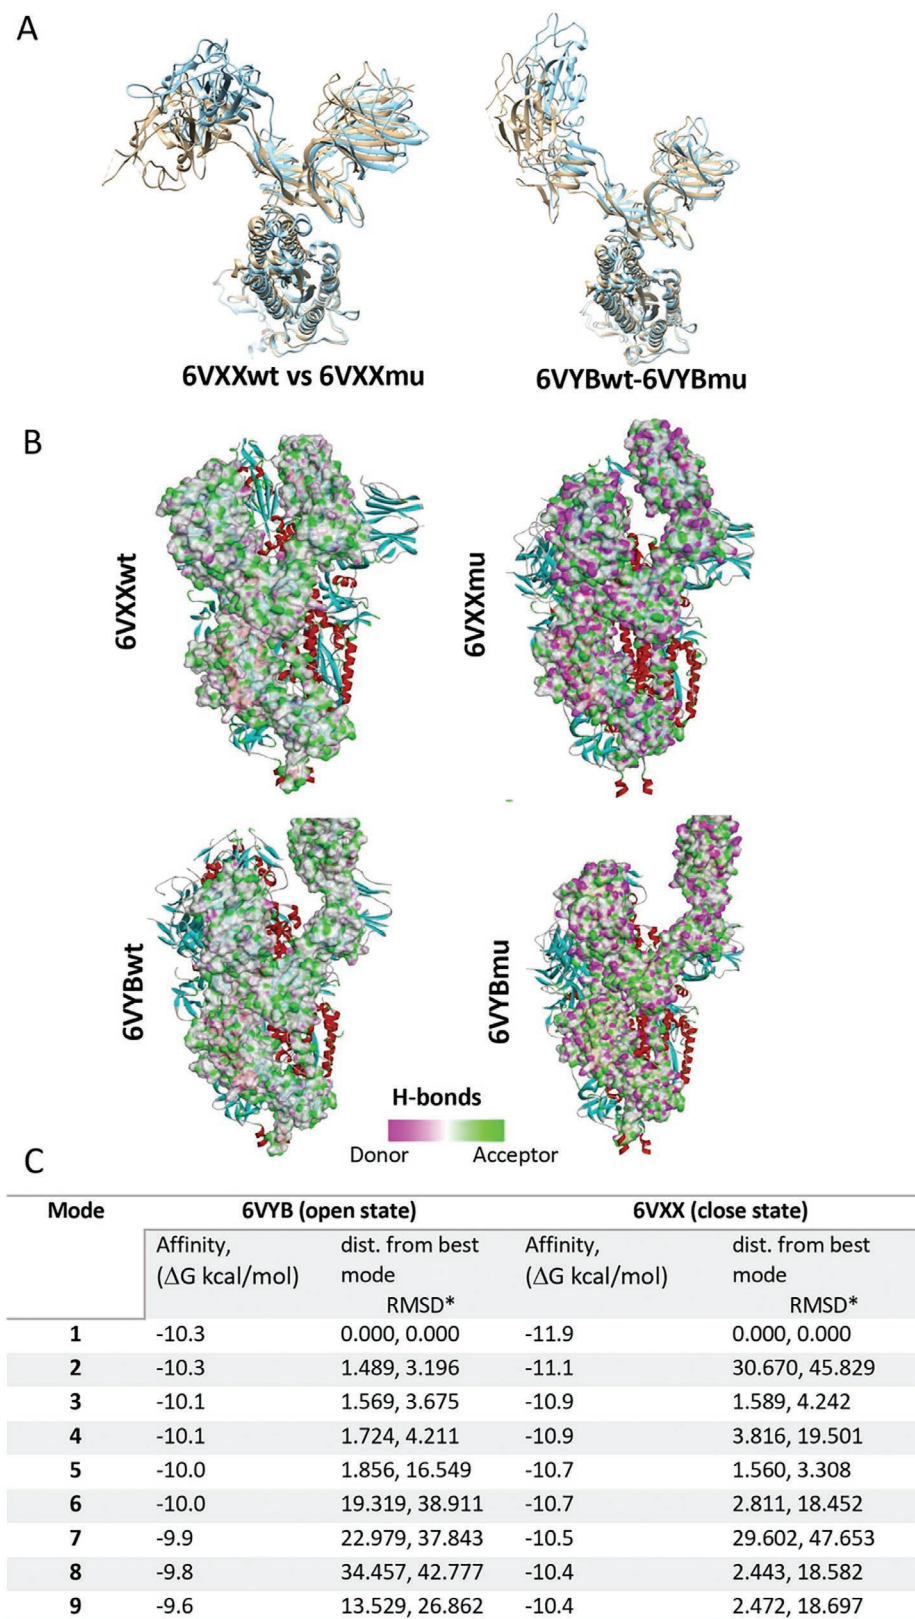 A
6VXXwt vs 6VXXmu
6VYBwt-6VYBmu
B
6VXXwt
6VXXmu
6VYBwt
6VYBmu
H-bonds
Donor Acceptor
C
Mode 6VYB (open state) 6VXX (close state)
Affinity, dist. from best Affinity, dist. from best
(ΔG kcal/mol) mode (ΔG kcal/mol) mode
RMSD* RMSD*
1 -10.3 0.000, 0.000 -11.9 0.000, 0.000
2 -10.3 1.489, 3.196 -11.1 30.670, 45.829
3 -10.1 1.569, 3.675 -10.9 1.589, 4.242
4 -10.1 1.724, 4.211 -10.9 3.816, 19.501
5 -10.0 1.856, 16.549 -10.7 1.560, 3.308
6 -10.0 19.319, 38.911 -10.7 2.811, 18.452
7 -9.9 22.979, 37.843 -10.5 29.602, 47.653
8 -9.8 34.457, 42.777 -10.4 2.443, 18.582
9 -9.6 13.529, 26.862 -10.4 2.472, 18.697